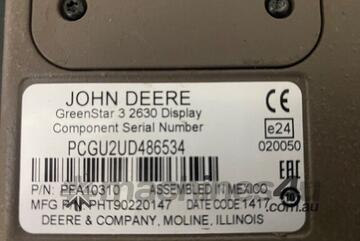 JOHN DEERE
GreenStar 3 2630 Display
Component Serial Number
PCGU2UD486534
CE
e24
020050
EAC
P/N: PFA10310 ASSEMBLED IN MEXICO
MFG P/N: PHT90220147 DATE CODE 1417
DEERE & COMPANY, MOLINE, ILLINOIS